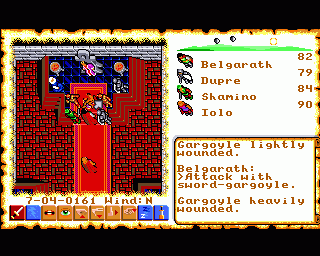 82
Belgarath
79
Dupre
84
Shamino
90
Iolo
Gargoyle lightly
wounded.
Belgarath:
>Attack with
sword-gargoyle.
Gargoyle heavily
wounded.
7-04-0161 Wind:N